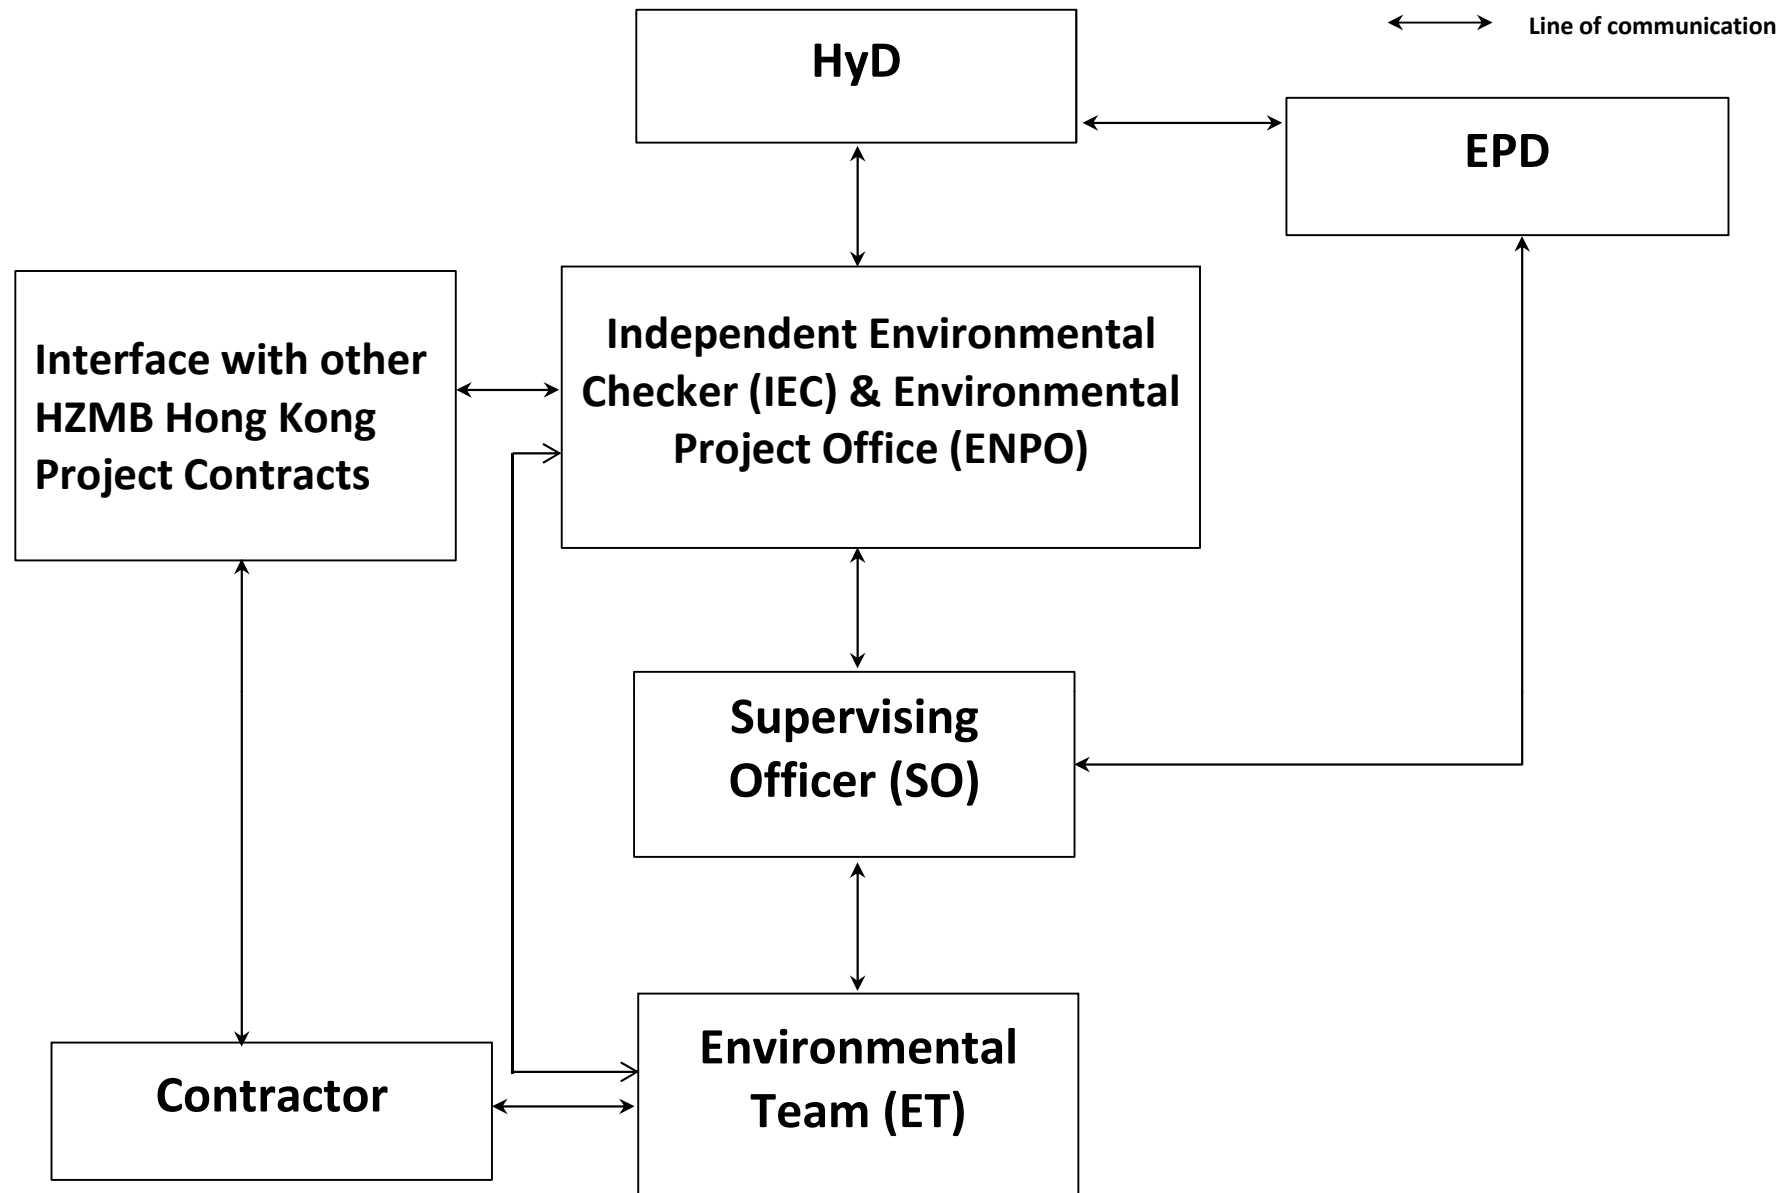 HyD
Line of communication
EPD
Independent Environmental
Checker (IEC) & Environmental
Project Office (ENPO)
Interface with other
HZMB Hong Kong
Project Contracts
Supervising
Officer (SO)
Environmental
Team (ET)
Contractor